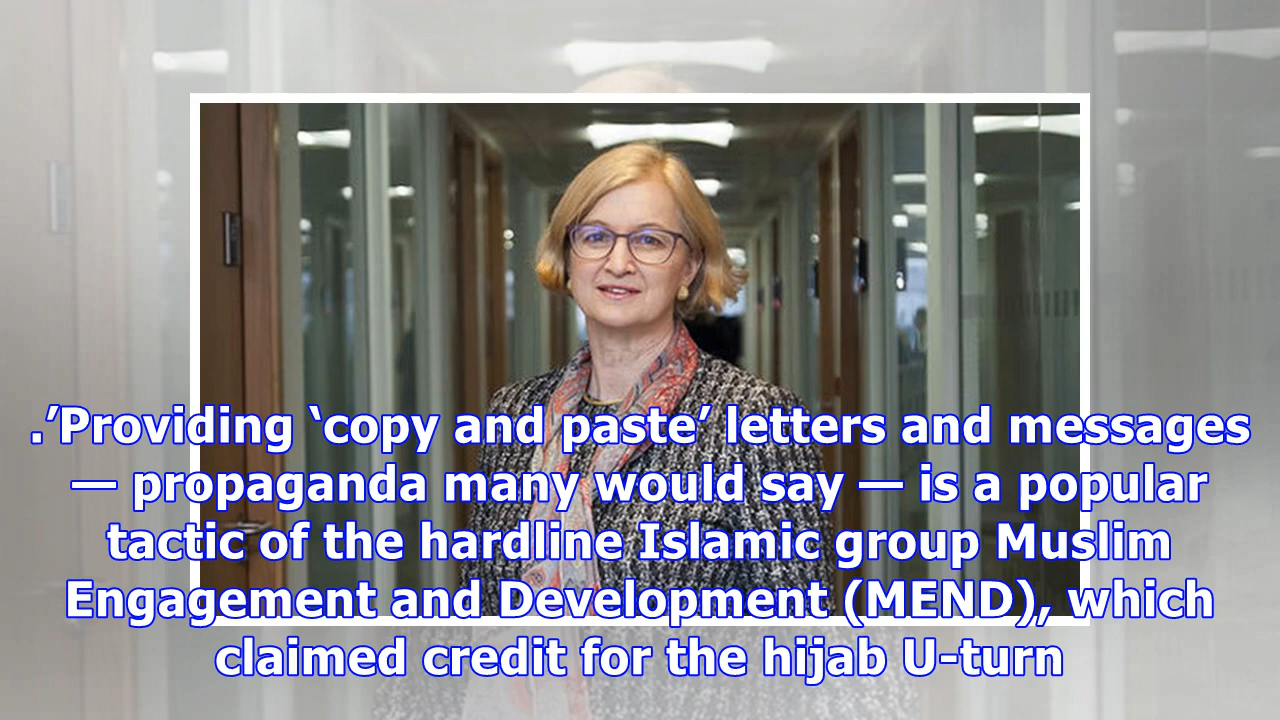 .’Providing ‘copy and paste’ letters and messages
— propaganda many would say — is a popular
tactic of the hardline Islamic group Muslim
Engagement and Development (MEND), which
claimed credit for the hijab U-turn